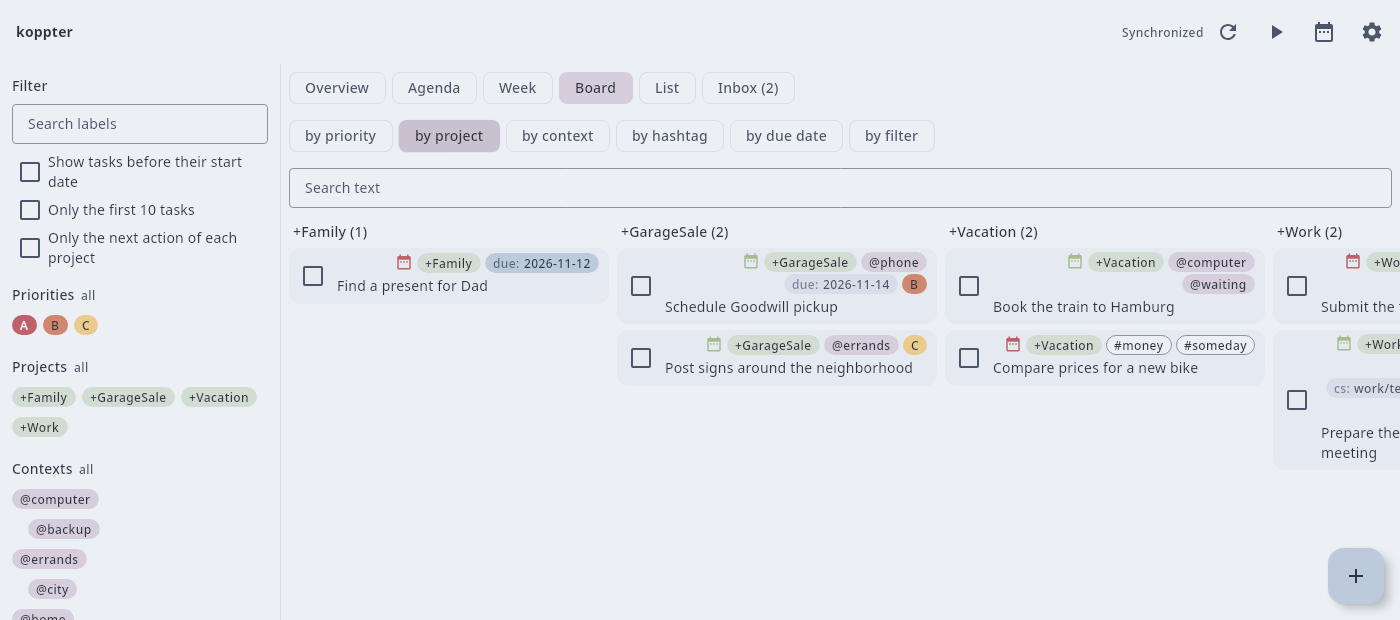 koppter
Synchronized
Filter
Search labels
Show tasks before their start
date
Only the first 10 tasks
Only the next action of each
project
Priorities all
A B C
Projects all
+Family +GarageSale +Vacation
+Work
Contexts all
@computer
@backup
@errands
@city
@home
Overview Agenda Week Board List Inbox (2)
by priority by project by context by hashtag by due date by filter
Search text
+Family (1)
+Family due: 2026-11-12
Find a present for Dad
+GarageSale (2)
+GarageSale @phone
due: 2026-11-14 B
Schedule Goodwill pickup
+GarageSale @errands C
Post signs around the neighborhood
+Vacation (2)
+Vacation @computer
@waiting
Book the train to Hamburg
+Vacation #money #someday
Compare prices for a new bike
+Work (2)
+Wo
Submit the
+Work
cs: work/te
Prepare the
meeting